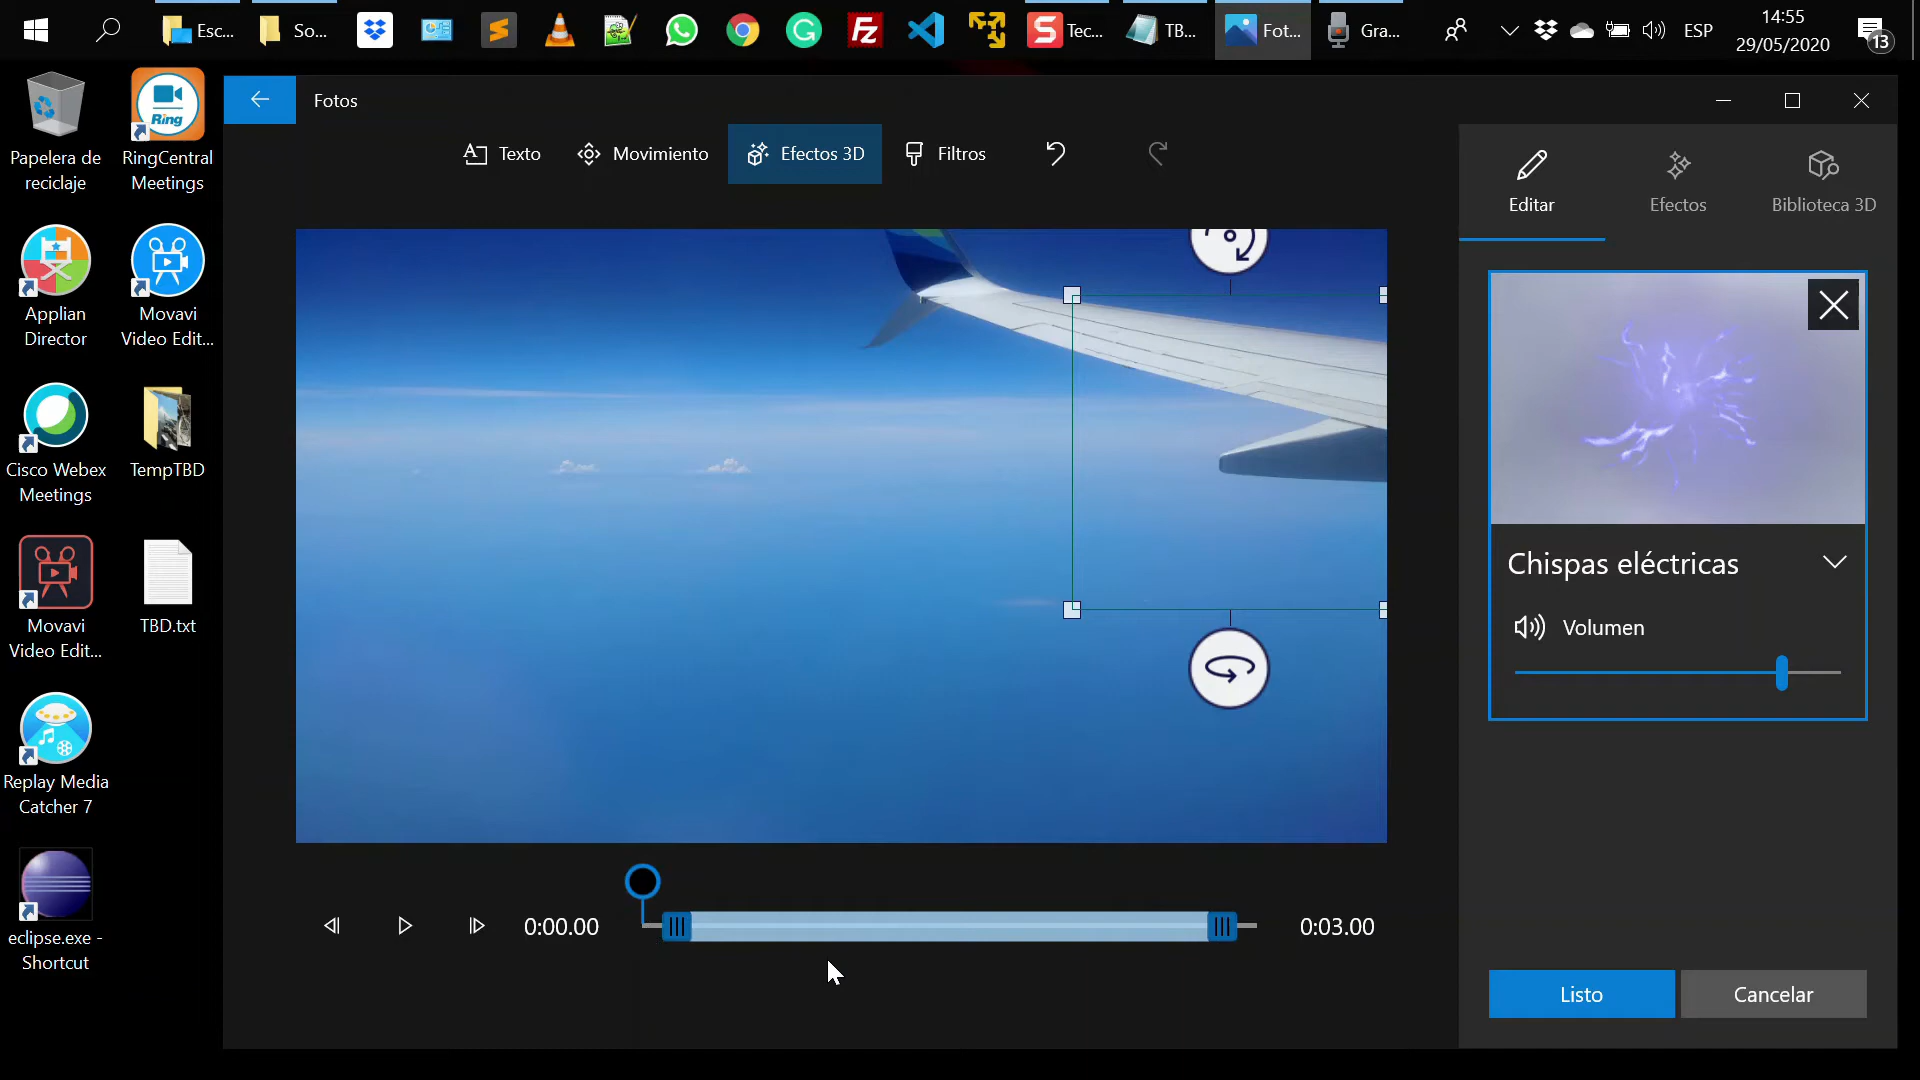 Esc...
So...
Tec...
TB...
Fot...
Gra...
ESP
14:55
29/05/2020
13
Papelera de
reciclaje
Ring
RingCentral
Meetings
Applian
Director
Movavi
Video Edit...
Cisco Webex
Meetings
TempTBD
Movavi
Video Edit...
TBD.txt
Replay Media
Catcher 7
eclipse.exe -
Shortcut
Fotos
Texto
Movimiento
Efectos 3D
Filtros
0:00.00
0:03.00
Editar
Efectos
Biblioteca 3D
Chispas eléctricas
Volumen
Listo
Cancelar